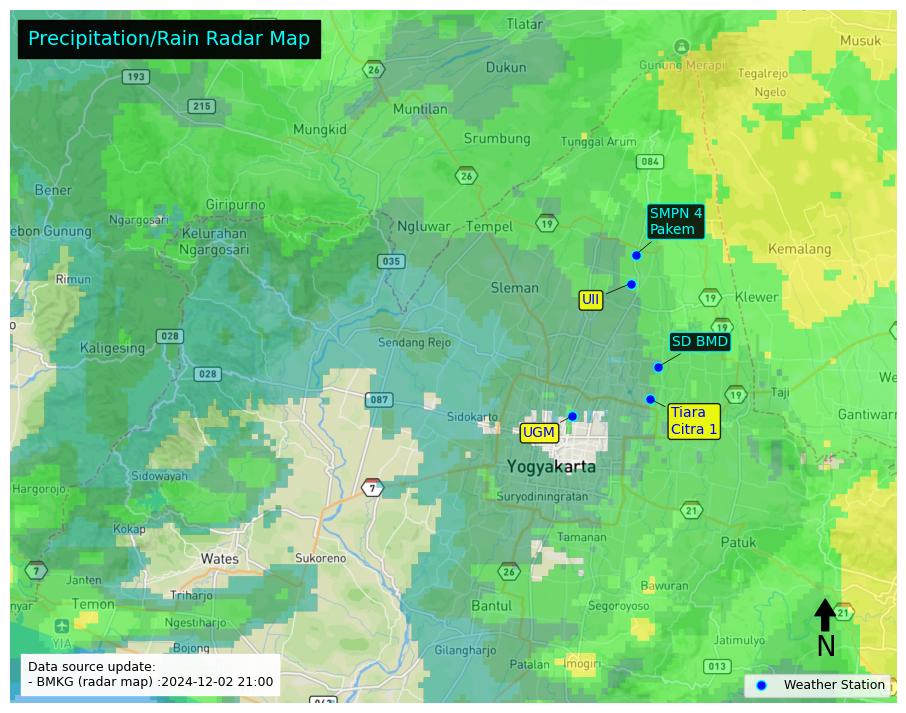 Precipitation/Rain Radar Map
Tlatar
Musuk
193
26
Dukun
Gunung Merapi
Tegalrejo
Ngelo
215
Muntilan
Mungkid
Srumbung
Tunggal Arum
084
26
Bener
Giripurno
Ngargosari
SMPN 4
Pakem
ebon Gunung
Kelurahan
Ngargosari
Ngluwar
Tempel
19
Kemalang
035
Rimun
Sleman
UII
19
Klewer
19
028
Kaligesing
Sendang Rejo
SD BMD
028
087
19
Taji
We
Sidokarto
Tiara
Citra 1
Gantiwarn
UGM
Yogyakarta
Sidowayah
Hargorojo
7
Suryodiningratan
21
Kokap
Tamanan
Patuk
Wates
Sukoreno
7
Janten
26
Bawuran
nyar
Temon
Triharjo
Bantul
Segoroyoso
21
Ngestiharjo
N
YIA
Bojong
Gilangharjo
Jatimulyo
Patalan
Imogiri
013
Data source update:
- BMKG (radar map) :2024-12-02 21:00
Weather Station